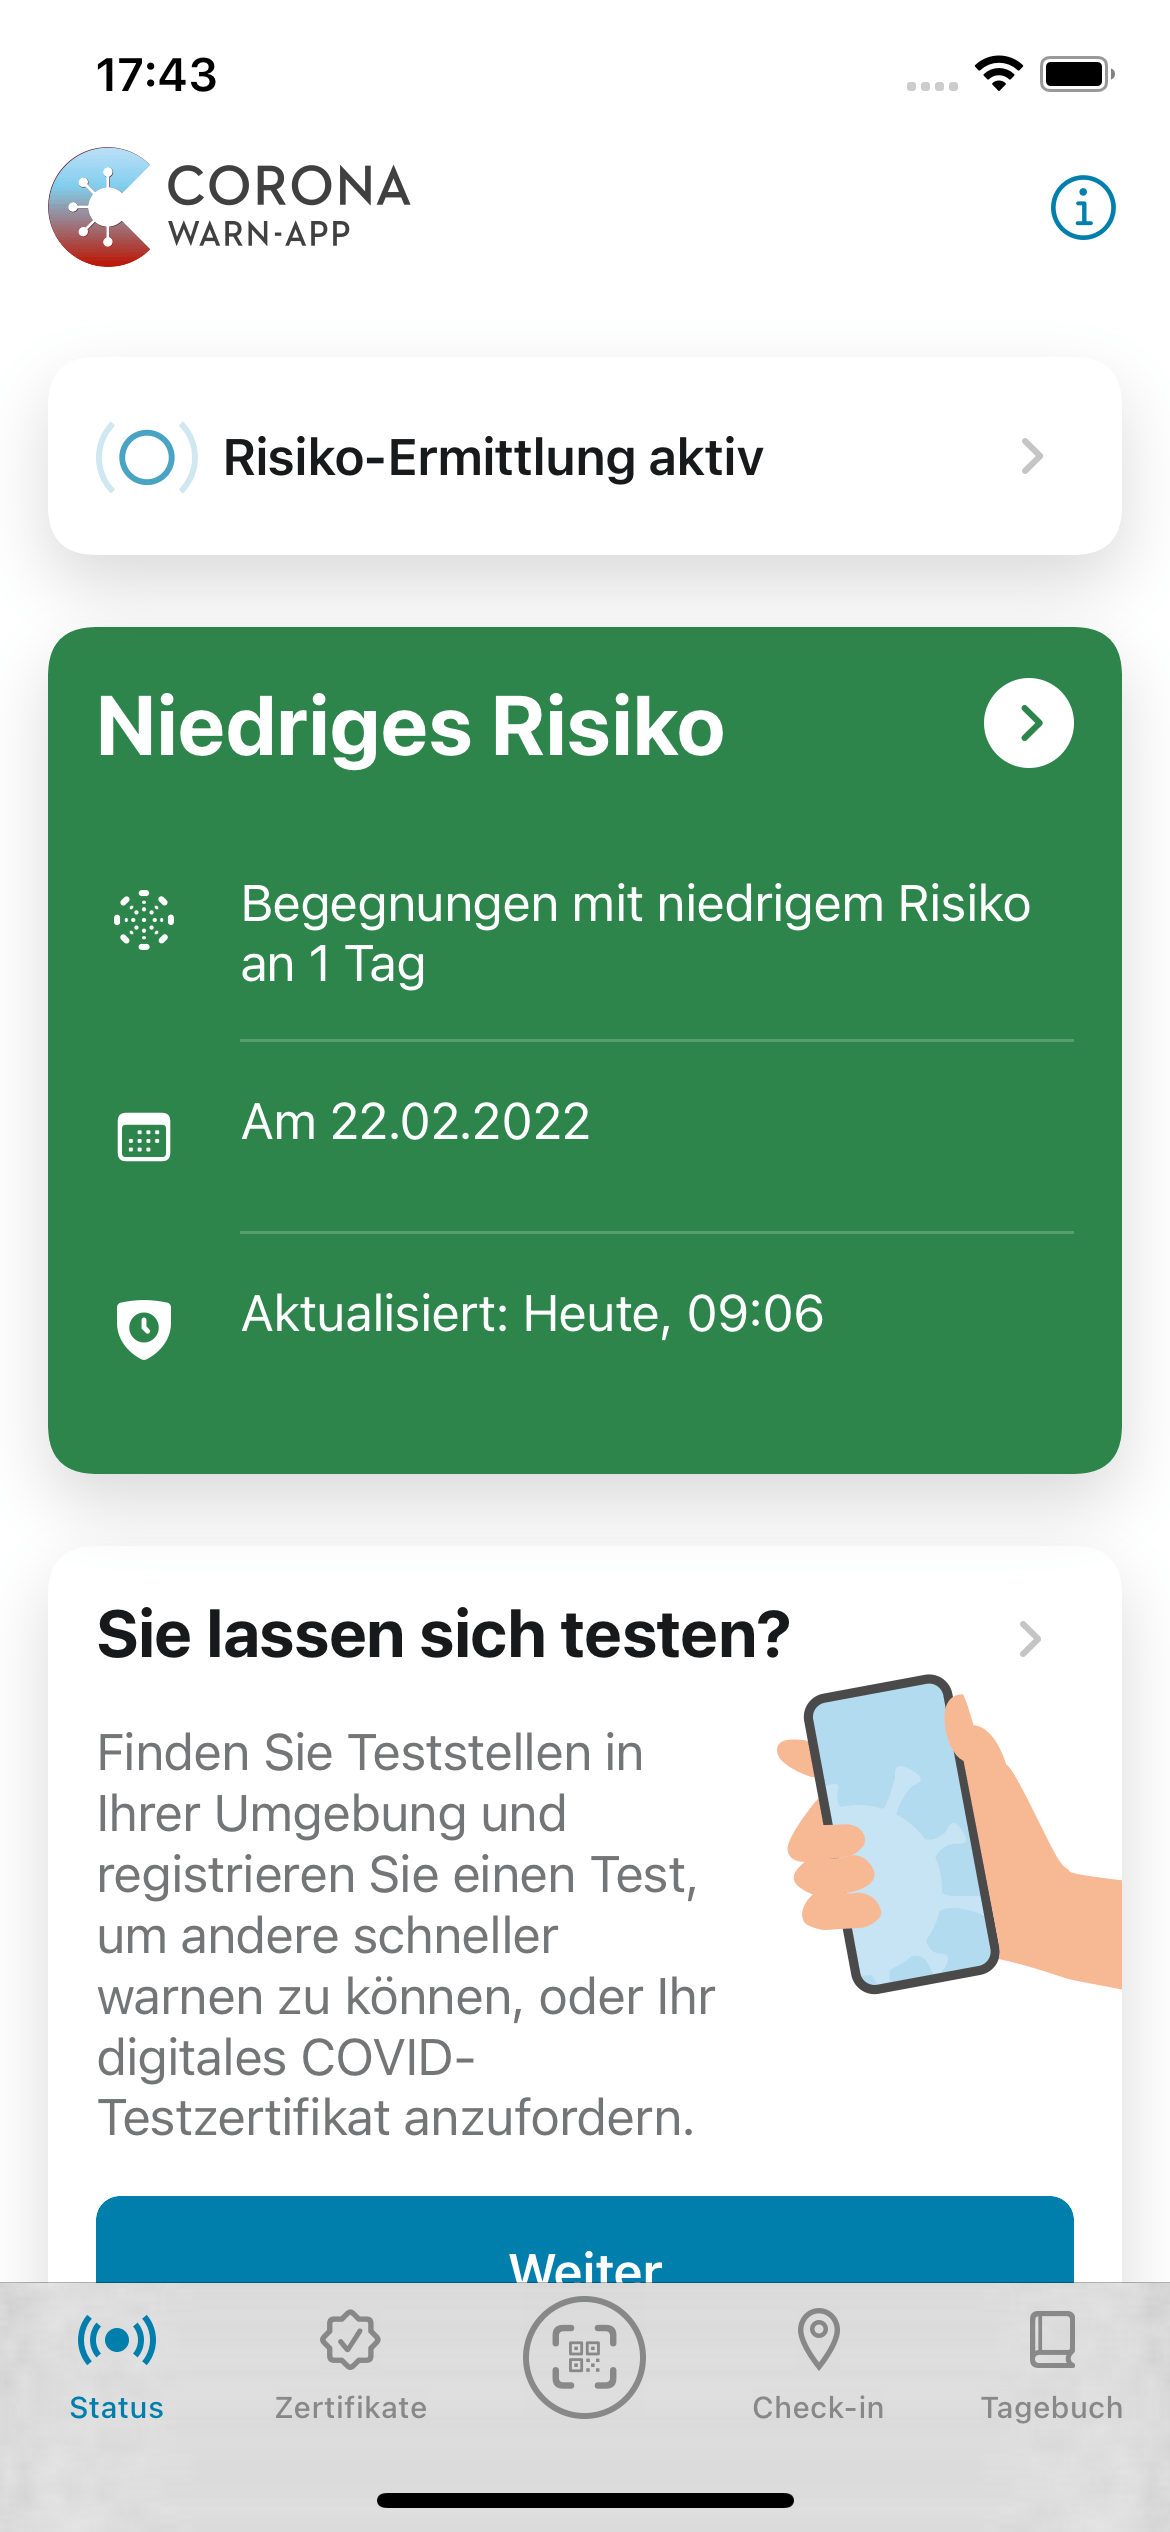 17:43
CORONA
WARN-APP
Risiko-Ermittlung aktiv
Niedriges Risiko
Begegnungen mit niedrigem Risiko
an 1 Tag
Am 22.02.2022
Aktualisiert: Heute, 09:06
Sie lassen sich testen?
Finden Sie Teststellen in
Ihrer Umgebung und
registrieren Sie einen Test,
um andere schneller
warnen zu können, oder Ihr
digitales COVID-
Testzertifikat anzufordern.
Weiter
Status
Zertifikate
Check-in
Tagebuch